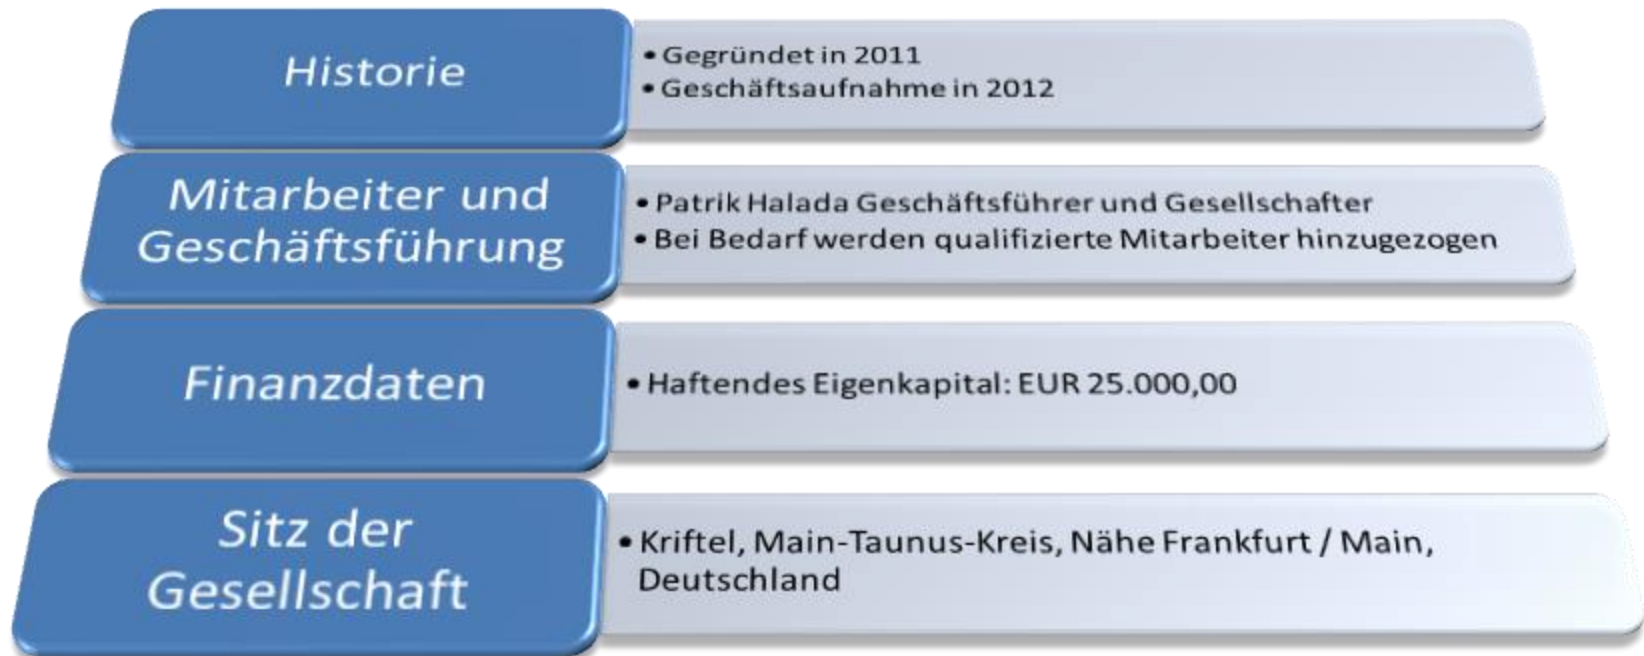 Historie
• Gegründet in 2011
• Geschäftsaufnahme in 2012
Mitarbeiter und
Geschäftsführung
• Patrik Halada Geschäftsführer und Gesellschafter
• Bei Bedarf werden qualifizierte Mitarbeiter hinzugezogen
Finanzdaten
• Haftendes Eigenkapital: EUR 25.000,00
Sitz der
Gesellschaft
• Kriftel, Main-Taunus-Kreis, Nähe Frankfurt / Main,
Deutschland